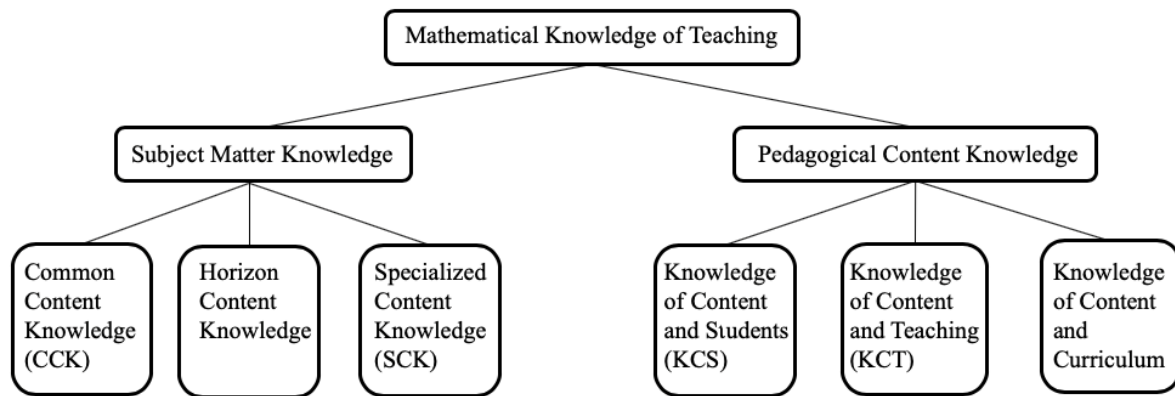 Mathematical Knowledge of Teaching
Subject Matter Knowledge
Pedagogical Content Knowledge
Common
Content
Knowledge
(CCK)
Horizon
Content
Knowledge
Specialized
Content
Knowledge
(SCK)
Knowledge
of Content
and Students
(KCS)
Knowledge
of Content
and Teaching
(KCT)
Knowledge
of Content
and
Curriculum